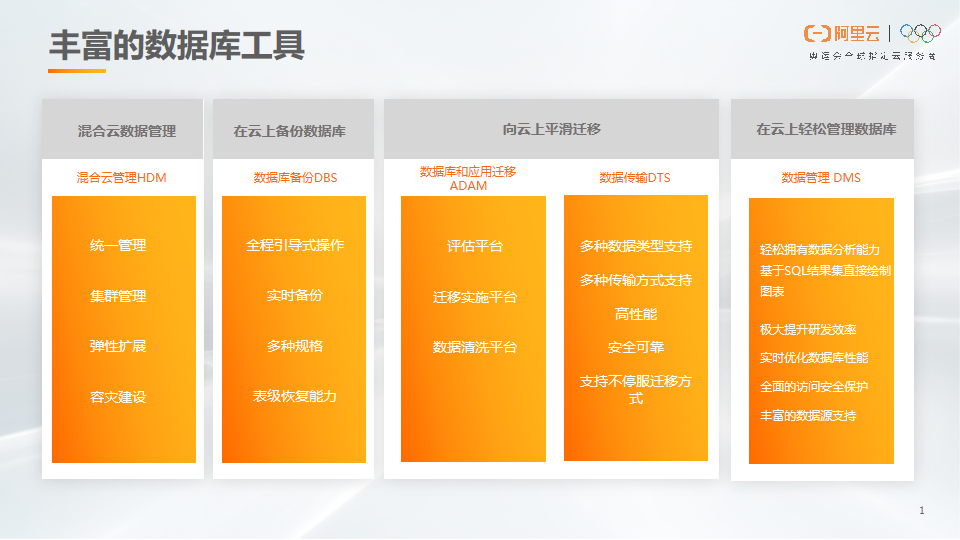 丰富的数据库工具
阿里云
奥运会全球指定云服务商
混合云数据管理
混合云管理HDM
统一管理
集群管理
弹性扩展
容灾建设
在云上备份数据库
数据库备份DBS
全程引导式操作
实时备份
多种规格
表级恢复能力
向云上平滑迁移
数据库和应用迁移
ADAM
评估平台
迁移实施平台
数据清洗平台
数据传输DTS
多种数据类型支持
多种传输方式支持
高性能
安全可靠
支持不停服迁移方
式
在云上轻松管理数据库
数据管理 DMS
轻松拥有数据分析能力
基于SQL结果集直接绘制
图表
极大提升研发效率
实时优化数据库性能
全面的访问安全保护
丰富的数据源支持
1